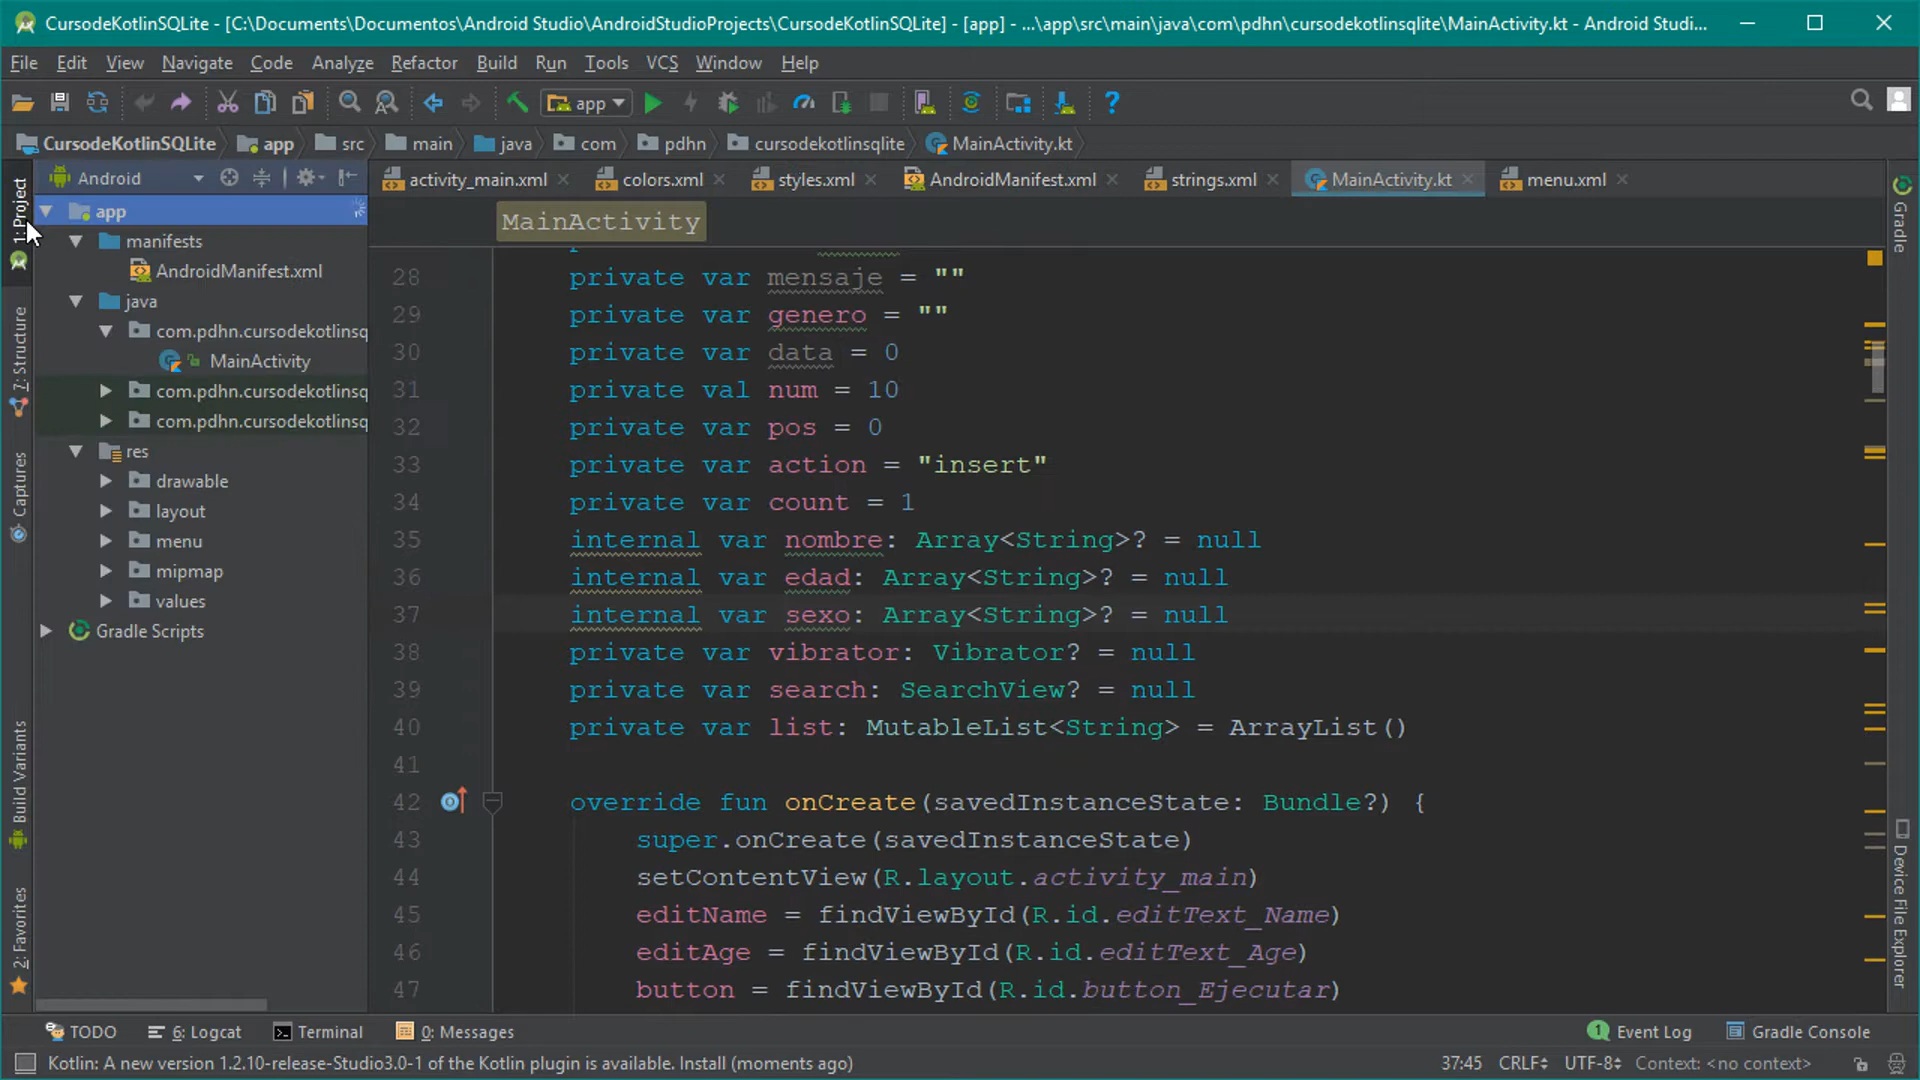 CursodeKotlinSQLite - [C:\Documents\Documentos\Android Studio\AndroidStudioProjects\CursodeKotlinSQLite] - [app] - ...\app\src\main\java\com\pdhn\cursodekotlinsqlite\MainActivity.kt - Android Studi...
File Edit View Navigate Code Analyze Refactor Build Run Tools VCS Window Help
app
CursodeKotlinSQLite app src main java com pdhn cursodekotlinsqlite MainActivity.kt
Android
activity_main.xml colors.xml styles.xml AndroidManifest.xml strings.xml MainActivity.kt menu.xml
1: Project
7: Structure
Captures
Build Variants
2: Favorites
app
manifests
AndroidManifest.xml
java
com.pdhn.cursodekotlinsq
MainActivity
com.pdhn.cursodekotlinsq
com.pdhn.cursodekotlinsq
res
drawable
layout
menu
mipmap
values
Gradle Scripts
MainActivity
28 private var mensaje = ""
29 private var genero = ""
30 private var data = 0
31 private val num = 10
32 private var pos = 0
33 private var action = "insert"
34 private var count = 1
35 internal var nombre: Array<String>? = null
36 internal var edad: Array<String>? = null
37 internal var sexo: Array<String>? = null
38 private var vibrator: Vibrator? = null
39 private var search: SearchView? = null
40 private var list: MutableList<String> = ArrayList()
41
42 override fun onCreate(savedInstanceState: Bundle?) {
43 super.onCreate(savedInstanceState)
44 setContentView(R.layout.activity_main)
45 editName = findViewById(R.id.editText_Name)
46 editAge = findViewById(R.id.editText_Age)
47 button = findViewById(R.id.button_Ejecutar)
Gradle
Device File Explorer
TODO 6: Logcat Terminal 0: Messages 1 Event Log Gradle Console
Kotlin: A new version 1.2.10-release-Studio3.0-1 of the Kotlin plugin is available. Install (moments ago) 37:45 CRLF UTF-8 Context: <no context>